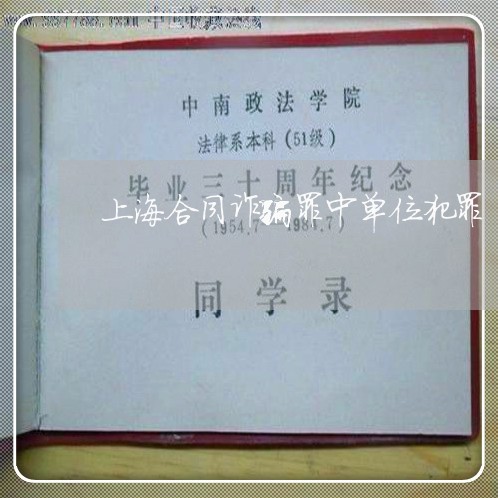 中南政法学院
法律系本科(51级)
毕业三十周年纪念
上海合同诈骗罪中单位犯罪
(1954.7 1984.7)
同学录